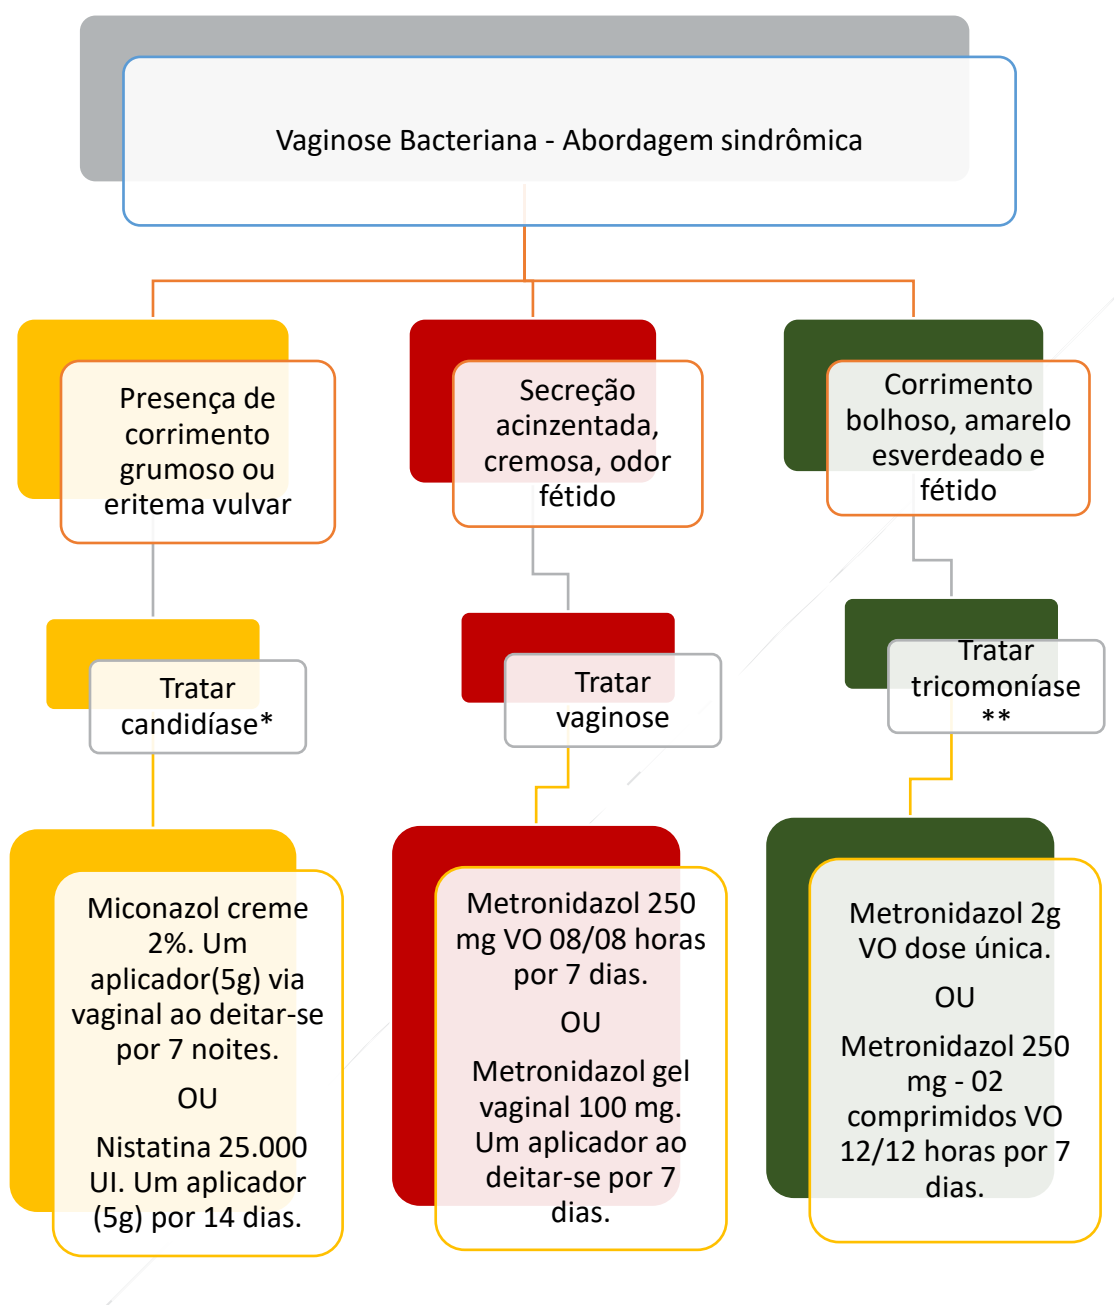 Vaginose Bacteriana - Abordagem sindrômica
Presença de
corrimento
grumoso ou
eritema vulvar
Secreção
acinzentada,
cremosa, odor
fétido
Corrimento
bolhoso, amarelo
esverdeado e
fétido
Tratar
candidíase*
Tratar
vaginose
Tratar
tricomoníase
**
Miconazol creme
2%. Um
aplicador(5g) via
vaginal ao deitar-se
por 7 noites.
OU
Nistatina 25.000
UI. Um aplicador
(5g) por 14 dias.
Metronidazol 250
mg VO 08/08 horas
por 7 dias.
OU
Metronidazol gel
vaginal 100 mg.
Um aplicador ao
deitar-se por 7
dias.
Metronidazol 2g
VO dose única.
OU
Metronidazol 250
mg - 02
comprimidos VO
12/12 horas por 7
dias.